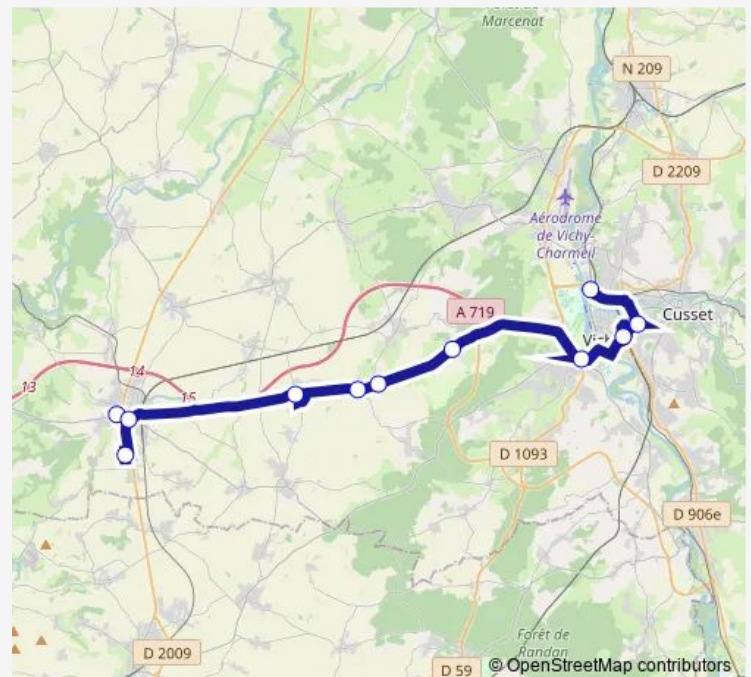 Marcenat
N 209
D 2209
Aérodrome
de Vichy-
Charmeil
A 719
Cusset
13
14
15
D 1093
D 906e
Forêt de
Randan
D 2009
D 59
© OpenStreetMap contributors